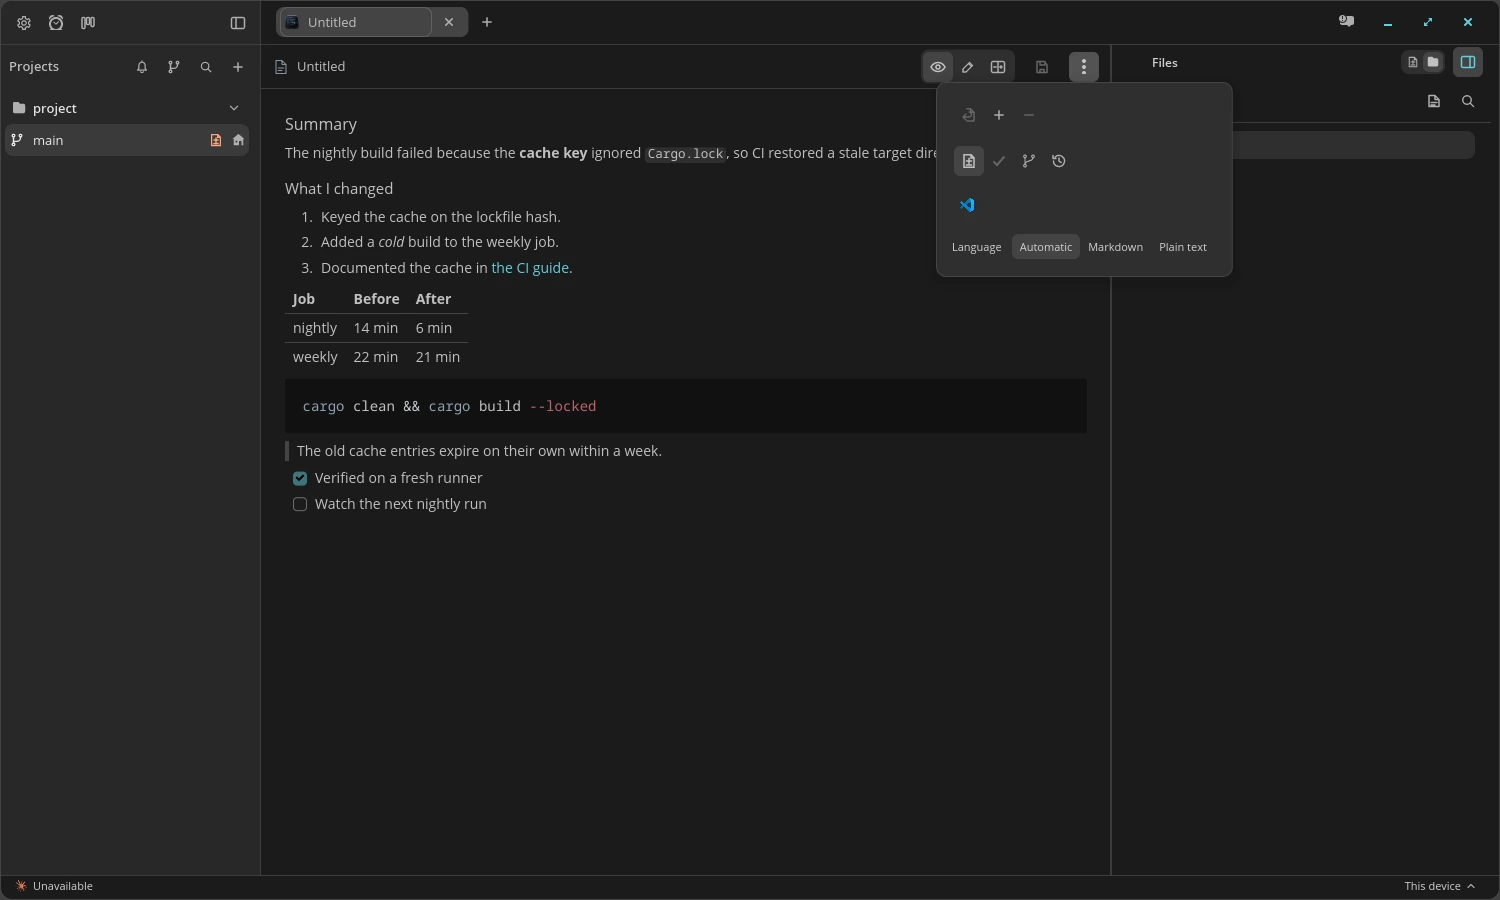 Untitled
Projects
Untitled
Files
project
main
Summary
The nightly build failed because the cache key ignored Cargo.lock, so CI restored a stale target
What I changed
1. Keyed the cache on the lockfile hash.
2. Added a cold build to the weekly job.
3. Documented the cache in the CI guide.
Language Automatic Markdown Plain text
Job Before After
nightly 14 min 6 min
weekly 22 min 21 min
cargo clean && cargo build --locked
The old cache entries expire on their own within a week.
Verified on a fresh runner
Watch the next nightly run
Unavailable
This device